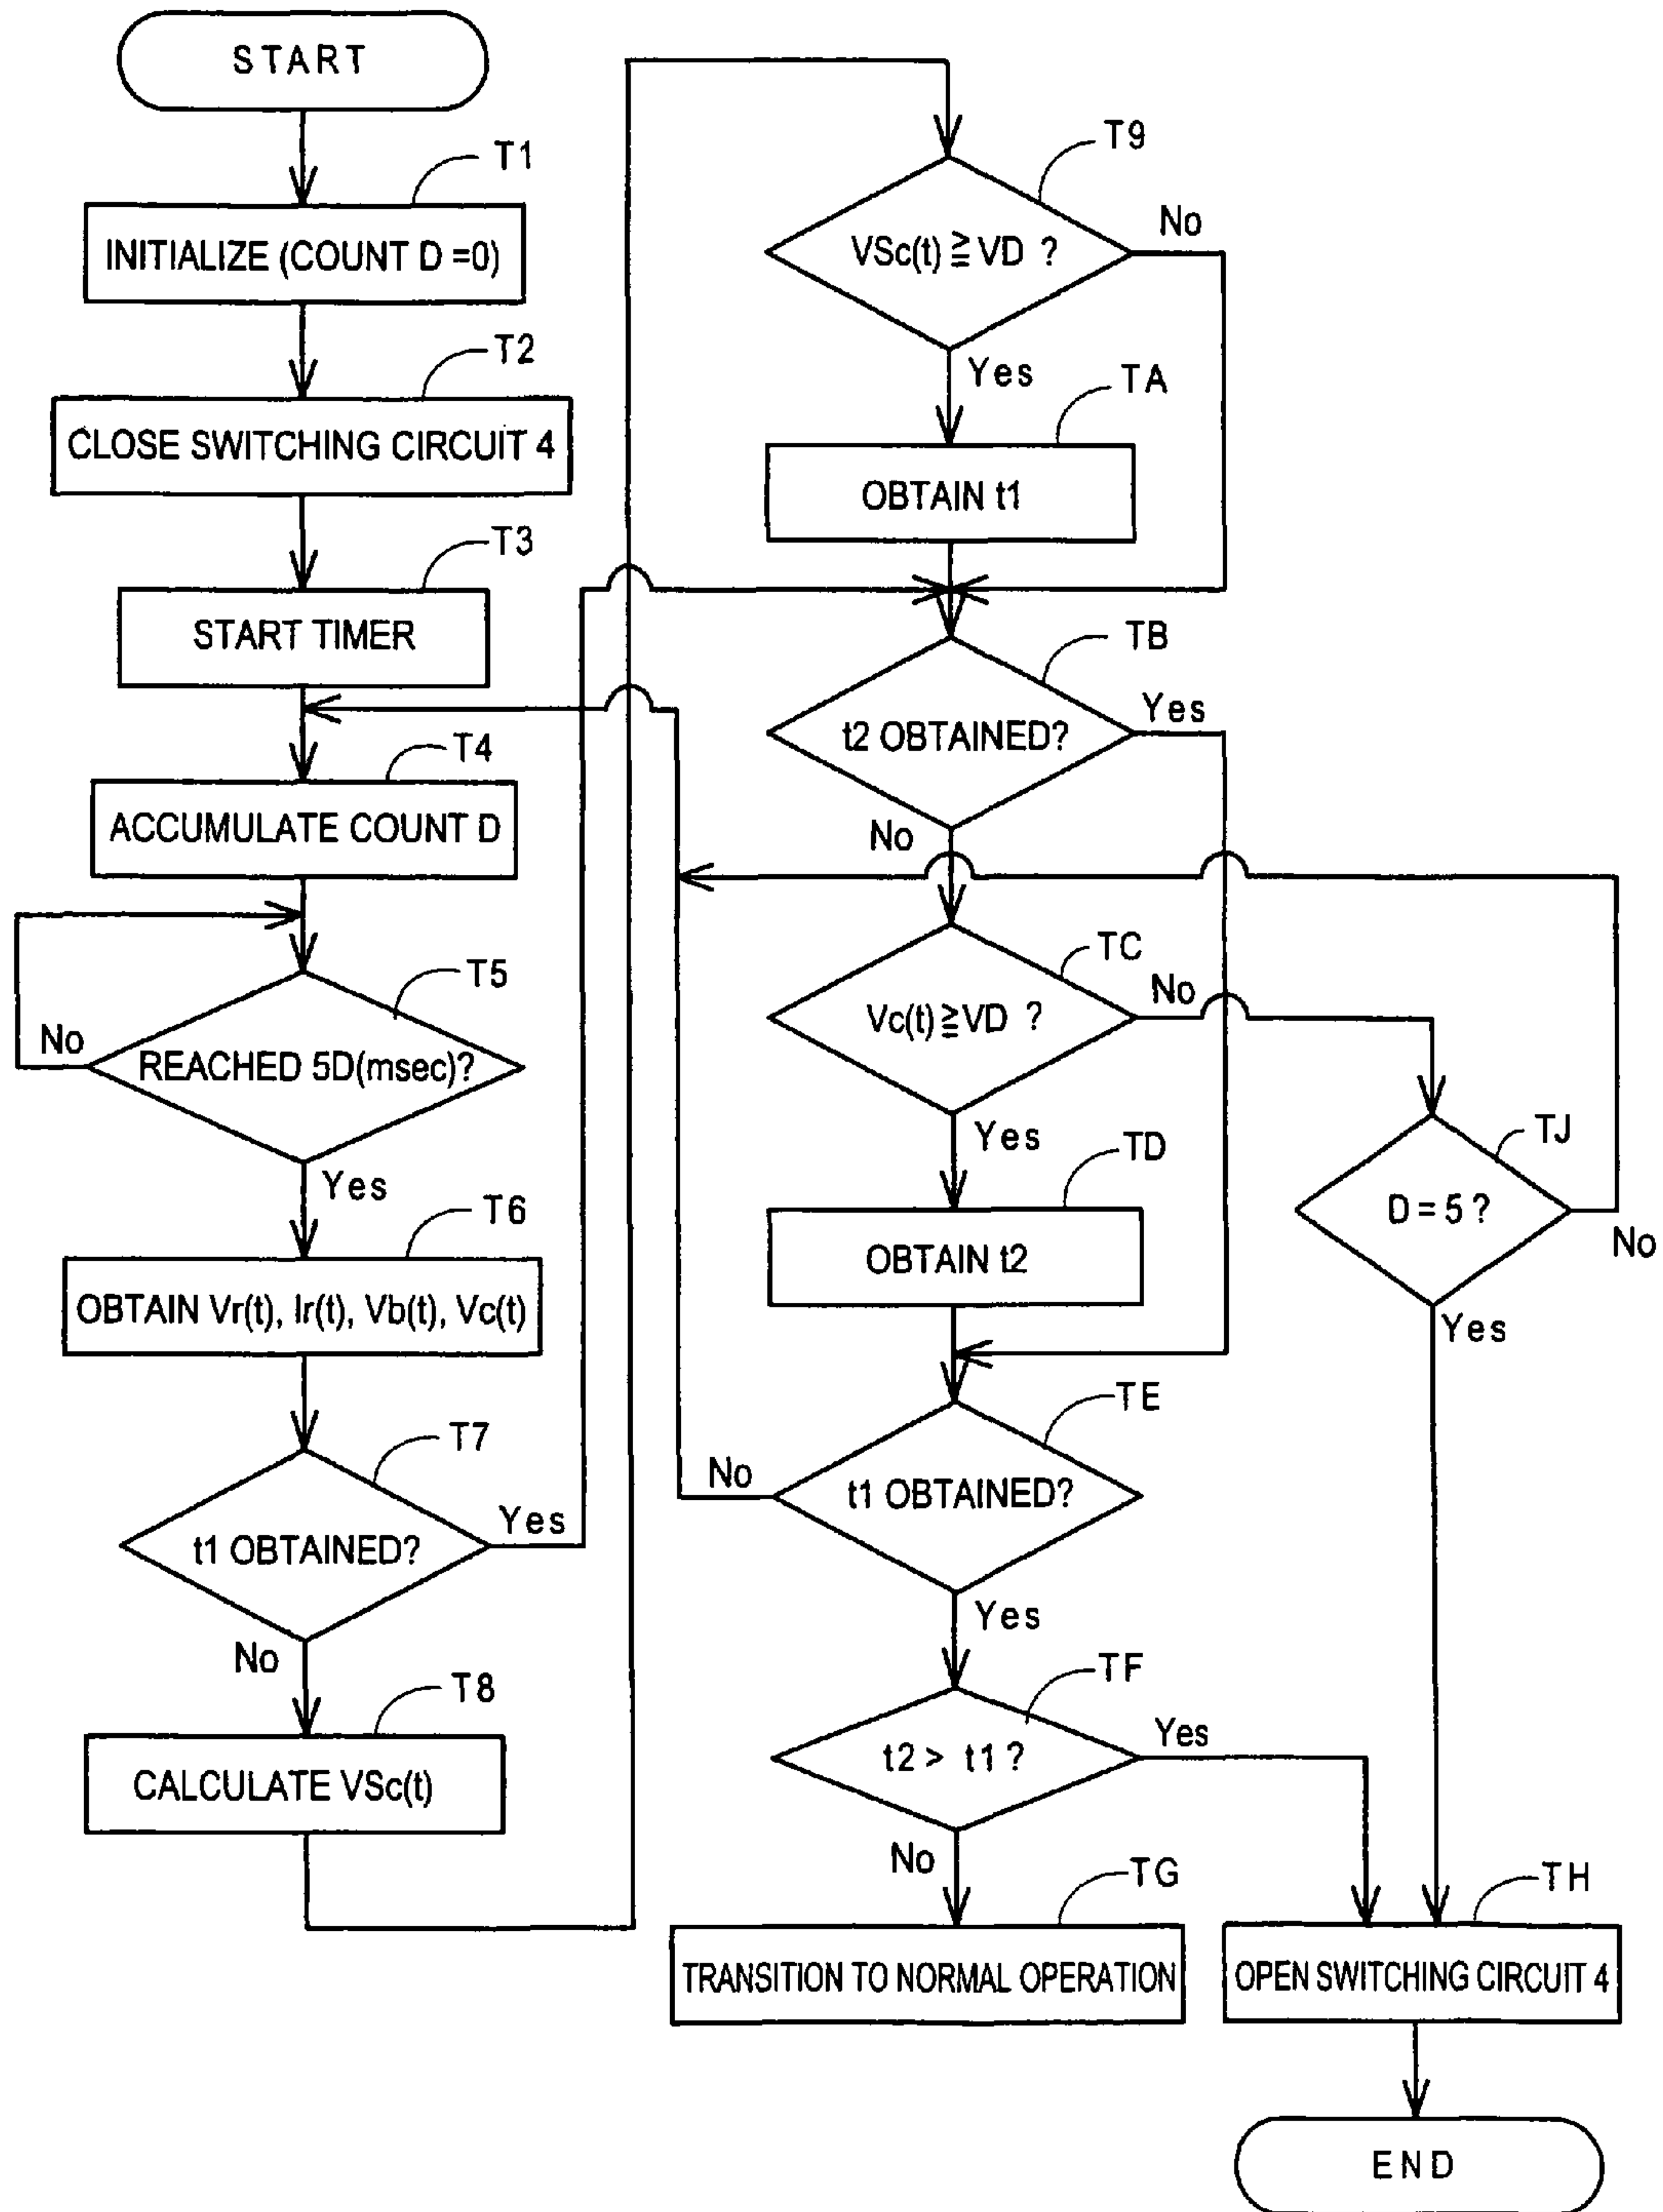 START
T1
INITIALIZE (COUNT D =0)
T2
CLOSE SWITCHING CIRCUIT 4
T3
START TIMER
T4
ACCUMULATE COUNT D
T5
No
REACHED 5D(msec)?
Yes
T6
OBTAIN Vr(t), Ir(t), Vb(t), Vc(t)
T7
t1 OBTAINED?
Yes
No
T8
CALCULATE VSc(t)
T9
VSc(t) ≧ VD ?
No
Yes
TA
OBTAIN t1
TB
t2 OBTAINED?
Yes
No
TC
Vc(t)≧VD ?
No
Yes
TD
OBTAIN t2
TJ
D = 5 ?
No
Yes
TE
t1 OBTAINED?
No
Yes
TF
t2 > t1 ?
Yes
No
TG
TRANSITION TO NORMAL OPERATION
TH
OPEN SWITCHING CIRCUIT 4
END